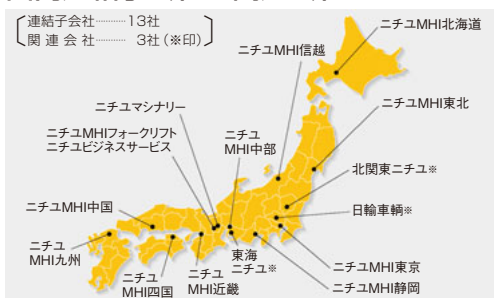 連結子会社…………13社
関連会社…………3社(※印)
ニチユMHI北海道
ニチユMHI信越
ニチユMHI東北
ニチユマシナリー
ニチユMHIフォークリフト
ニチユビジネスサービス
ニチユ
MHI中部
北関東ニチユ※
ニチユMHI中国
日輸車輌※
ニチユ
MHI九州
東海
ニチユ※
ニチユMHI東京
ニチユ
MHI四国
ニチユ
MHI近畿
ニチユMHI静岡